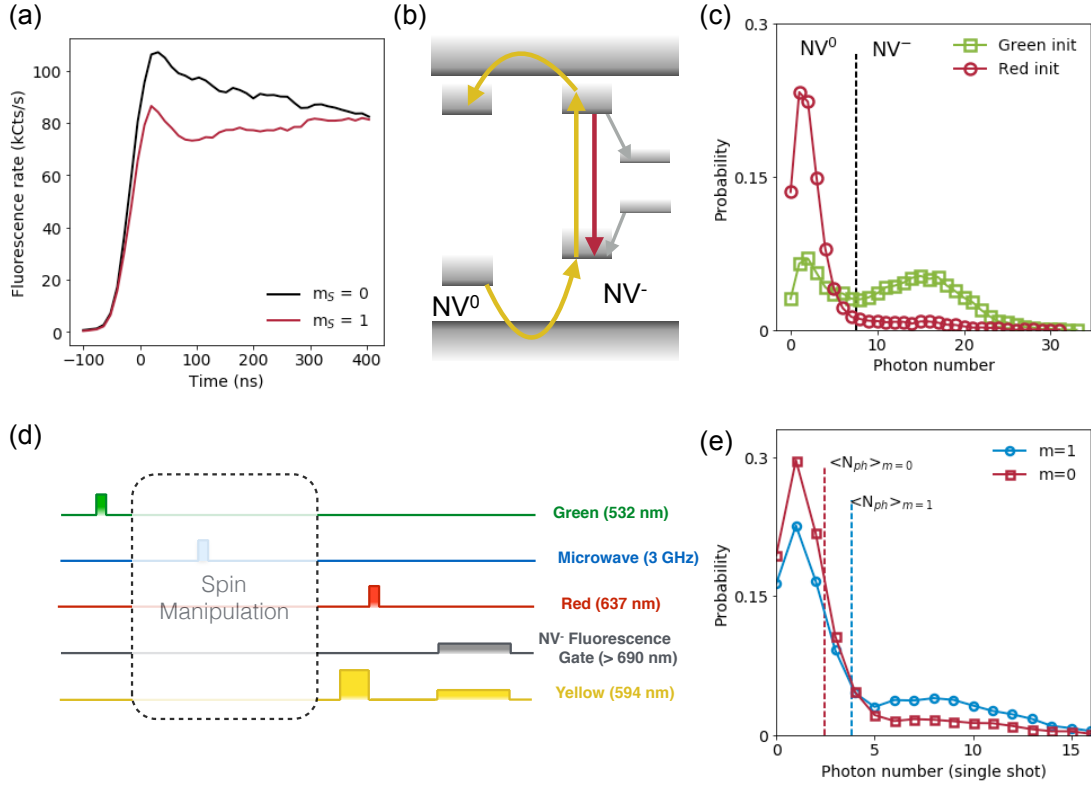 (a)
Fluorescence rate (kCts/s)
100
80
60
40
20
0
−100
0
100
200
300
400
Time (ns)
m_S = 0
m_S = 1
(b)
NV⁰
NV⁻
(c)
Probability
0.3
0.15
0
0
10
20
30
Photon number
NV⁰
NV⁻
Green init
Red init
(d)
Spin
Manipulation
Green (532 nm)
Microwave (3 GHz)
Red (637 nm)
NV⁻ Fluorescence
Gate (> 690 nm)
Yellow (594 nm)
(e)
Probability
0.3
0.15
0
0
5
10
15
Photon number (single shot)
<N_ph>_m=0
<N_ph>_m=1
m=1
m=0